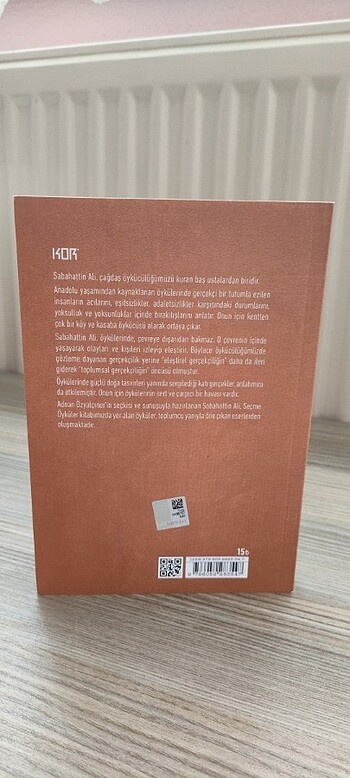 KOR
Sabahattin Ali, çağdaş öykücülüğümüzü kuran baş ustalardan biridir.
Anadolu yaşamından kaynaklanan öykülerinde gerçekçi bir tutumla ezilen
insanların acılarını, eşitsizlikler, adaletsizlikler karşısındaki durumlarını,
yoksulluk ve yoksunluklar içinde bırakılışlarını anlatır. Onun için kentten
çok bir köy ve kasaba öykücüsü olarak ortaya çıkar.
Sabahattin Ali, öykülerinde, çevreye dışarıdan bakmaz. O çevrenin içinde
yaşayarak olayları ve kişileri izleyip eleştirir. Böylece öykücülüğümüzde
gözleme dayanan gerçekçilik yerine "eleştirel gerçekçiliğin" daha da ileri
giderek "toplumsal gerçekçiliğin" öncüsü olmuştur.
Öykülerinde güçlü doğa tasvirleri yanında sergilediği katı gerçekler, anlatımını
da etkilemiştir. Onun için öykülerinin sert ve çarpıcı bir havası vardır.
Adnan Özyalçıner'in seçkisi ve sunuşuyla hazırlanan Sabahattin Ali, Seçme
Öyküler kitabımızda yer alan öyküler, toplumcu yanıyla öne çıkan eserlerden
oluşmaktadır.
15₺